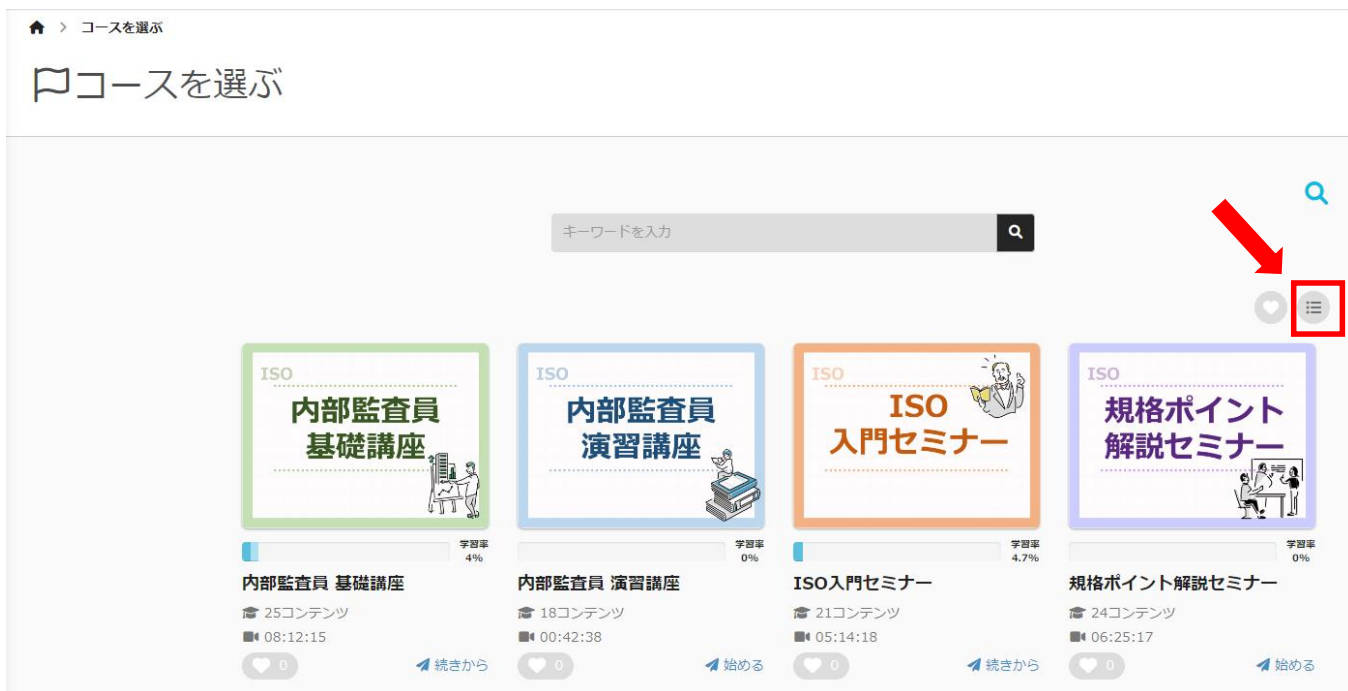 コースを選ぶ
コースを選ぶ
キーワードを入力
ISO
内部監査員
基礎講座
ISO
内部監査員
演習講座
ISO
ISO
入門セミナー
ISO
規格ポイント
解説セミナー
学習率
4%
学習率
0%
学習率
4.7%
学習率
0%
内部監査員 基礎講座
内部監査員 演習講座
ISO入門セミナー
規格ポイント解説セミナー
25コンテンツ
18コンテンツ
21コンテンツ
24コンテンツ
08:12:15
00:42:38
05:14:18
06:25:17
0
続きから
0
始める
0
続きから
0
始める